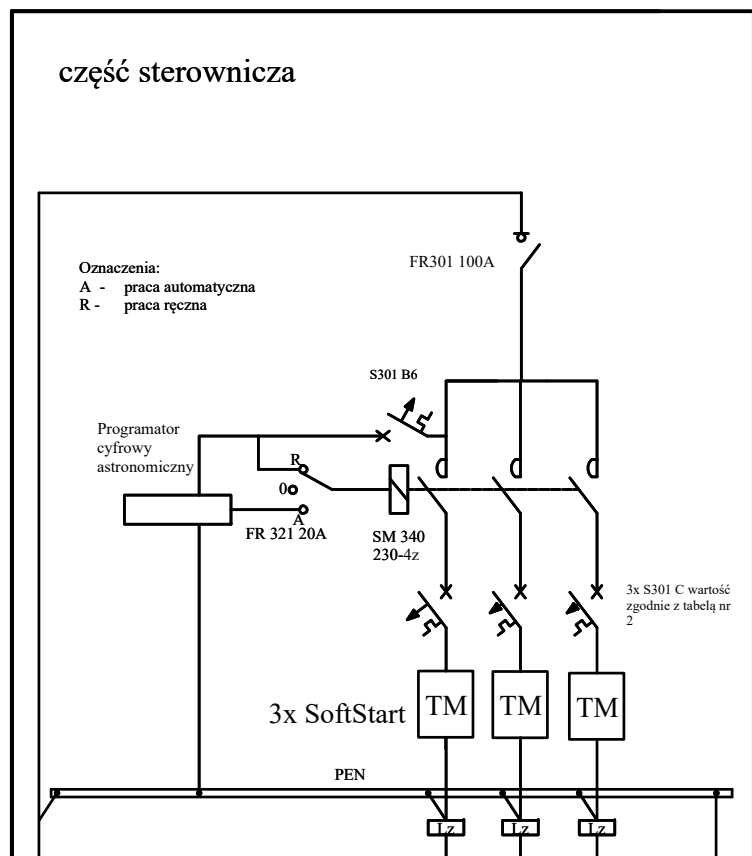 część sterownicza
FR301 100A
Oznaczenia:
A - praca automatyczna
R - praca ręczna
S301 B6
Programator
cyfrowy
astronomiczny
R
0
A
FR 321 20A
SM 340
230-4z
3x S301 C wartość
zgodnie z tabelą nr
2
3x SoftStart
TM
TM
TM
PEN
Lz
Lz
Lz